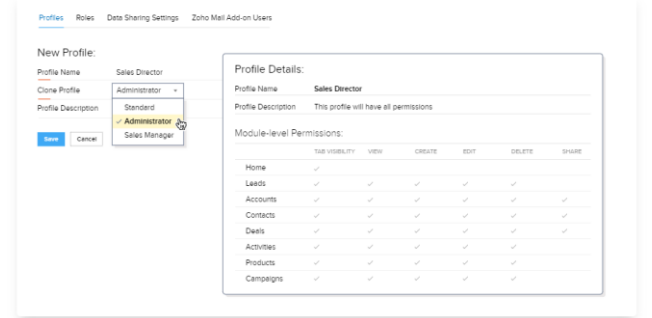 Profiles Roles Data Sharing Settings Zoho Mail Add-on Users
New Profile:
Profile Name Sales Director
Clone Profile Administrator
Profile Description
Standard
Administrator
Sales Manager
Save Cancel
Profile Details:
Profile Name Sales Director
Profile Description This profile will have all permissions
Module-level Permissions:
TAB VISIBILITY VIEW CREATE EDIT DELETE SHARE
Home
Leads
Accounts
Contacts
Deals
Activities
Products
Campaigns